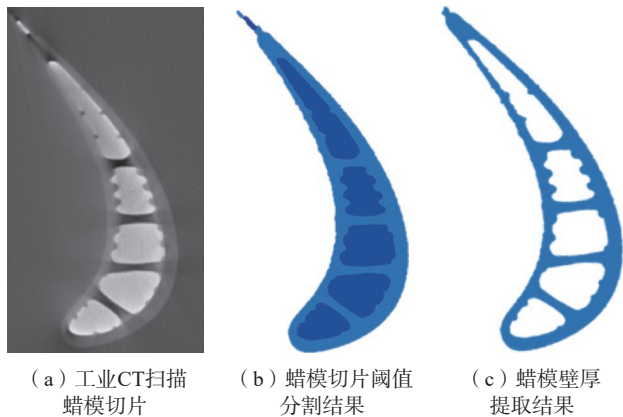 （a）工业CT扫描
蜡模切片
（b）蜡模切片阈值
分割结果
（c）蜡模壁厚
提取结果